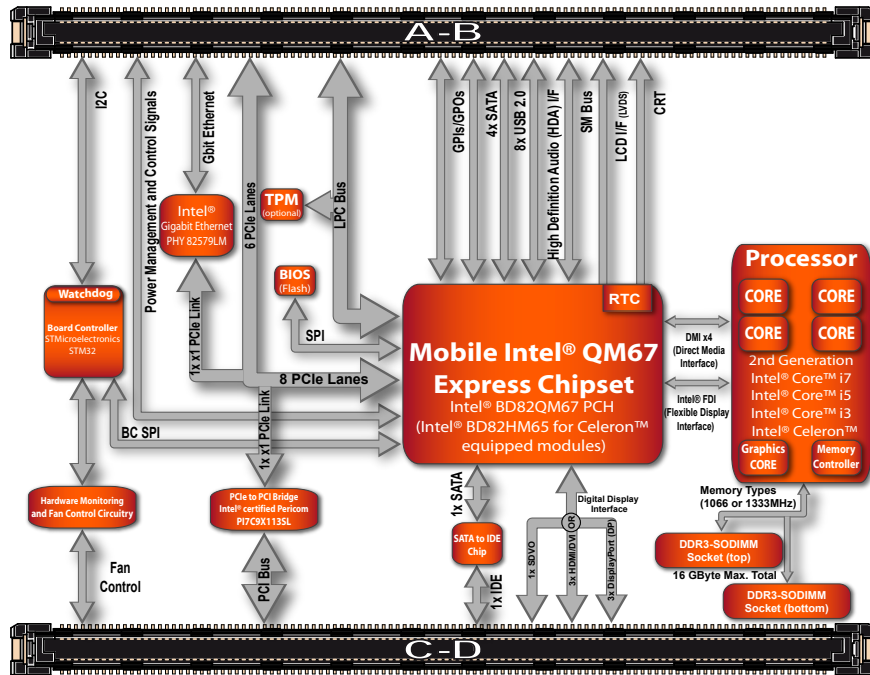 A-B
I2C
Power Management and Control Signals
Gbit Ethernet
6 PCIe Lanes
LPC Bus
GPIs/GPOs
4x SATA
8x USB 2.0
High Definition Audio (HDA) I/F
SM Bus
LCD I/F (LVDS)
CRT
Intel®
Gigabit Ethernet
PHY 82579LM
TPM
(optional)
BIOS
(Flash)
SPI
Watchdog
Board Controller
STMicroelectronics
STM32
1x x1 PCIe Link
8 PCIe Lanes
1x x1 PCIe Link
BC SPI
RTC
Mobile Intel® QM67
Express Chipset
Intel® BD82QM67 PCH
(Intel® BD82HM65 for Celeron™
equipped modules)
DMI x4
(Direct Media
Interface)
Intel® FDI
(Flexible Display
Interface)
Processor
CORE
CORE
CORE
CORE
2nd Generation
Intel® Core™ i7
Intel® Core™ i5
Intel® Core™ i3
Intel® Celeron™
Graphics
CORE
Memory
Controller
Memory Types
(1066 or 1333MHz)
DDR3-SODIMM
Socket (top)
16 GByte Max. Total
DDR3-SODIMM
Socket (bottom)
Hardware Monitoring
and Fan Control Circuitry
Fan
Control
PCIe to PCI Bridge
Intel® certified Pericom
PI7C9X113SL
PCI Bus
1x SATA
SATA to IDE
Chip
1x IDE
Digital Display
Interface
OR
1x SDVO
3x HDMI/DVI
3x DisplayPort (DP)
C-D